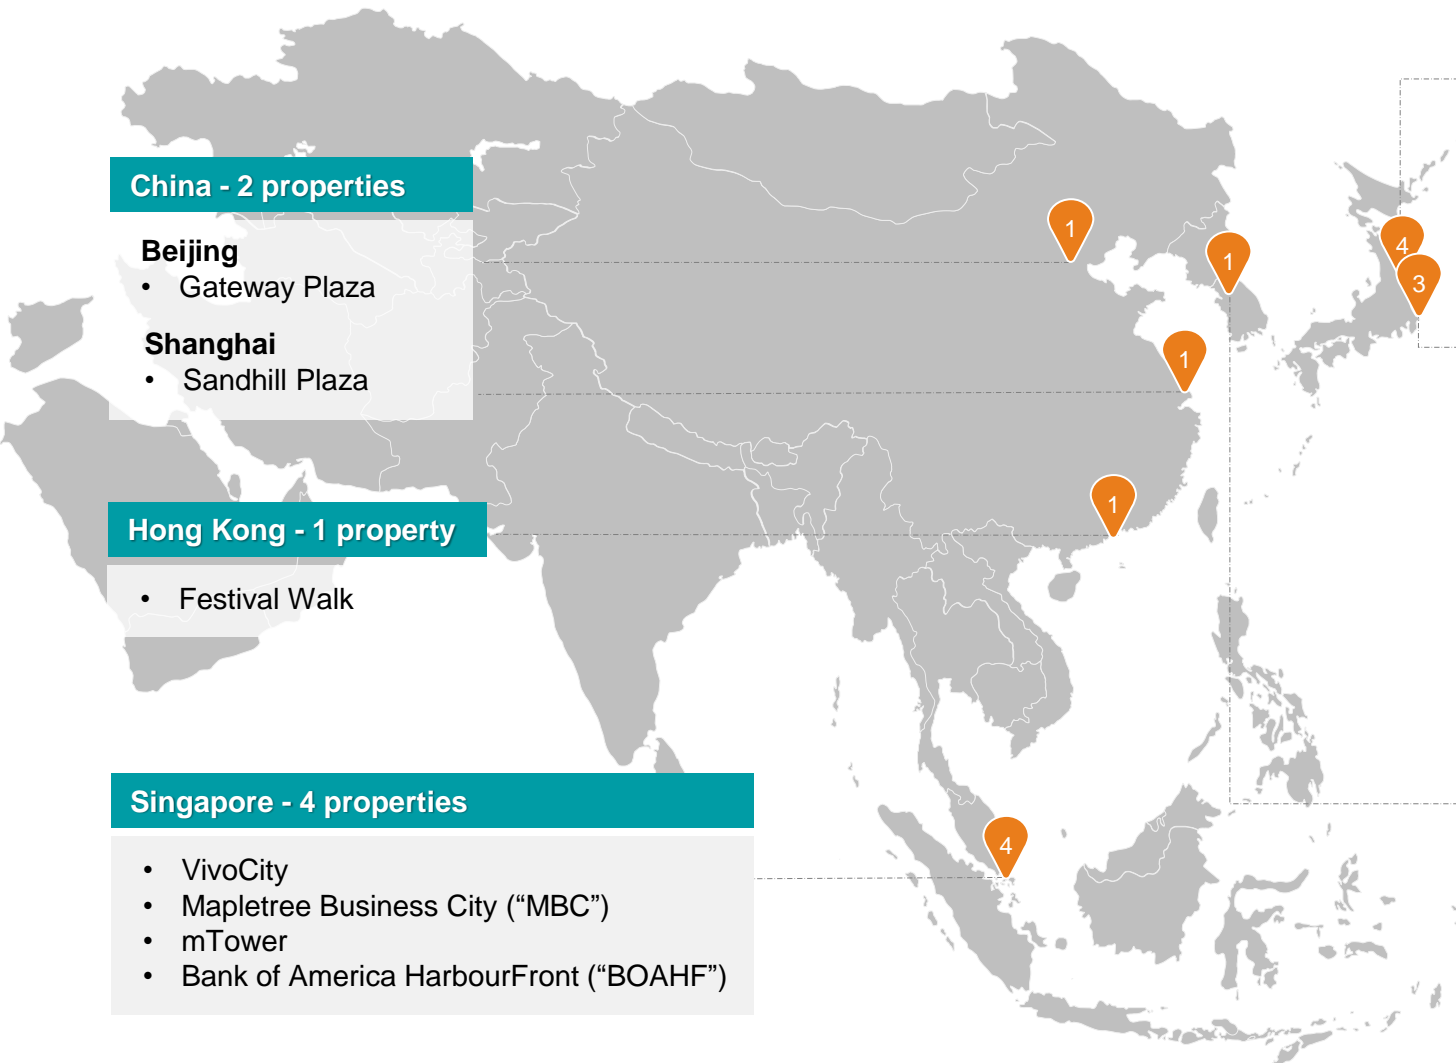 China - 2 properties
Beijing
• Gateway Plaza
Shanghai
• Sandhill Plaza
Hong Kong - 1 property
• Festival Walk
Singapore - 4 properties
• VivoCity
• Mapletree Business City (“MBC”)
• mTower
• Bank of America HarbourFront (“BOAHF”)
1
1
4
3
1
1
4